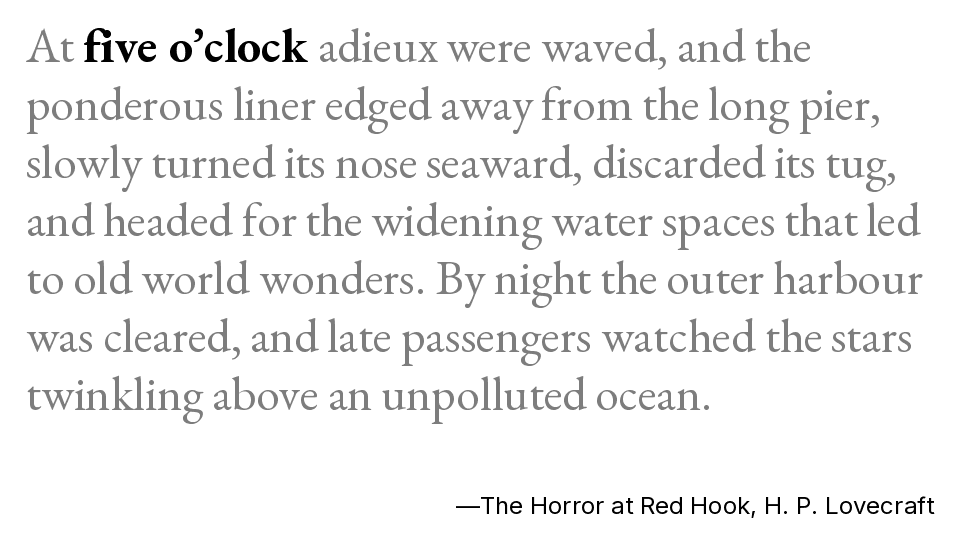 At five o’clock adieux were waved, and the
ponderous liner edged away from the long pier,
slowly turned its nose seaward, discarded its tug,
and headed for the widening water spaces that led
to old world wonders. By night the outer harbour
was cleared, and late passengers watched the stars
twinkling above an unpolluted ocean.
—The Horror at Red Hook, H. P. Lovecraft